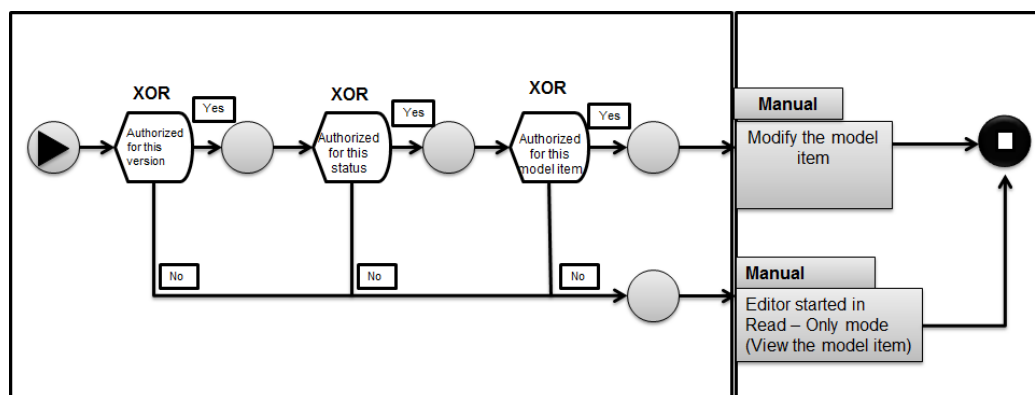 XOR
Yes
Authorized
for this
version
No
XOR
Yes
Authorized
for this
status
No
XOR
Yes
Authorized
for this
model item
No
Manual
Modify the model
item
Manual
Editor started in
Read – Only mode
(View the model item)